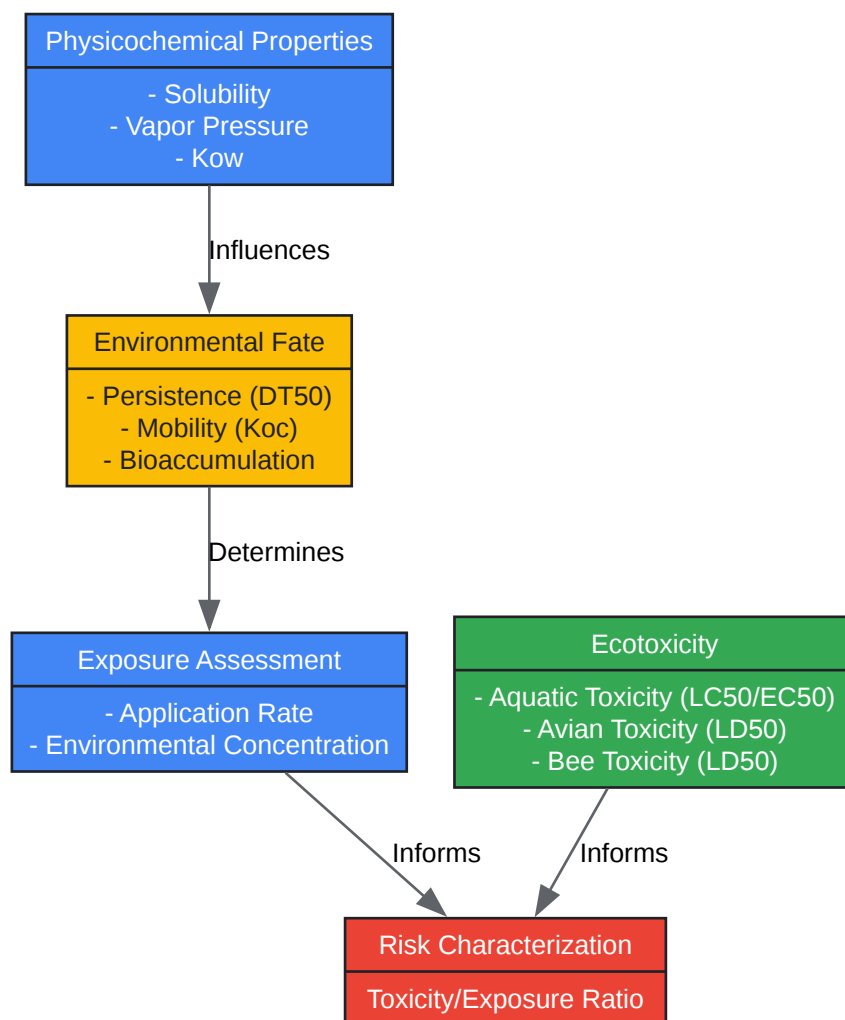 Physicochemical Properties
- Solubility
- Vapor Pressure
- Kow
Influences
Environmental Fate
- Persistence (DT50)
- Mobility (Koc)
- Bioaccumulation
Determines
Exposure Assessment
- Application Rate
- Environmental Concentration
Ecotoxicity
- Aquatic Toxicity (LC50/EC50)
- Avian Toxicity (LD50)
- Bee Toxicity (LD50)
Informs
Informs
Risk Characterization
Toxicity/Exposure Ratio